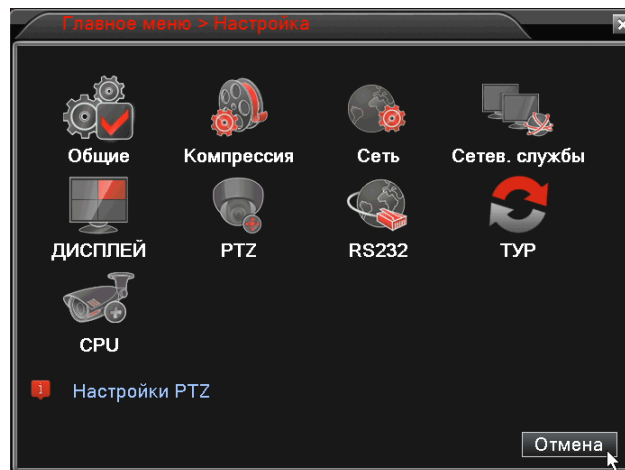 Главное меню > Настройка
Общие Компрессия Сеть Сетев. службы
ДИСПЛЕЙ PTZ RS232 ТУР
CPU
Настройки PTZ
Отмена